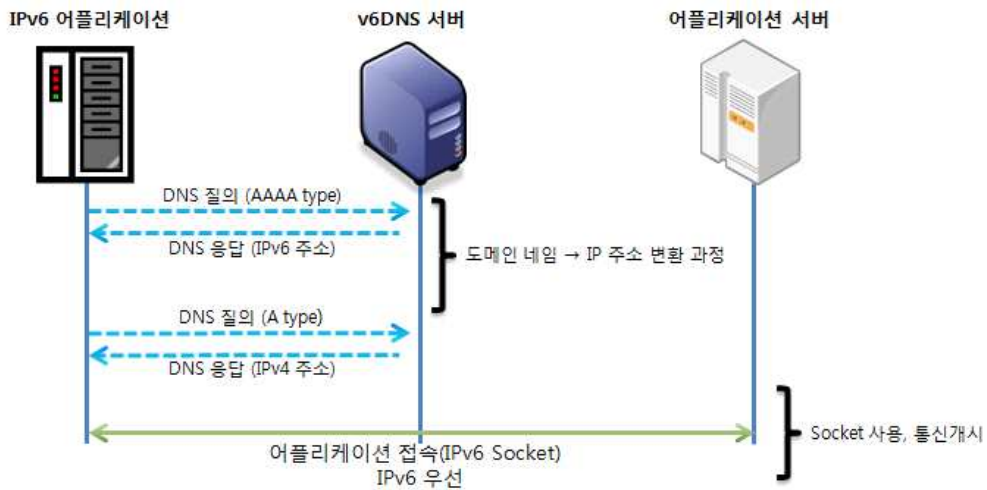 IPv6 어플리케이션
v6DNS 서버
어플리케이션 서버
DNS 질의 (AAAA type)
DNS 응답 (IPv6 주소)
도메인 네임 → IP 주소 변환 과정
DNS 질의 (A type)
DNS 응답 (IPv4 주소)
어플리케이션 접속(IPv6 Socket)
IPv6 우선
Socket 사용, 통신개시